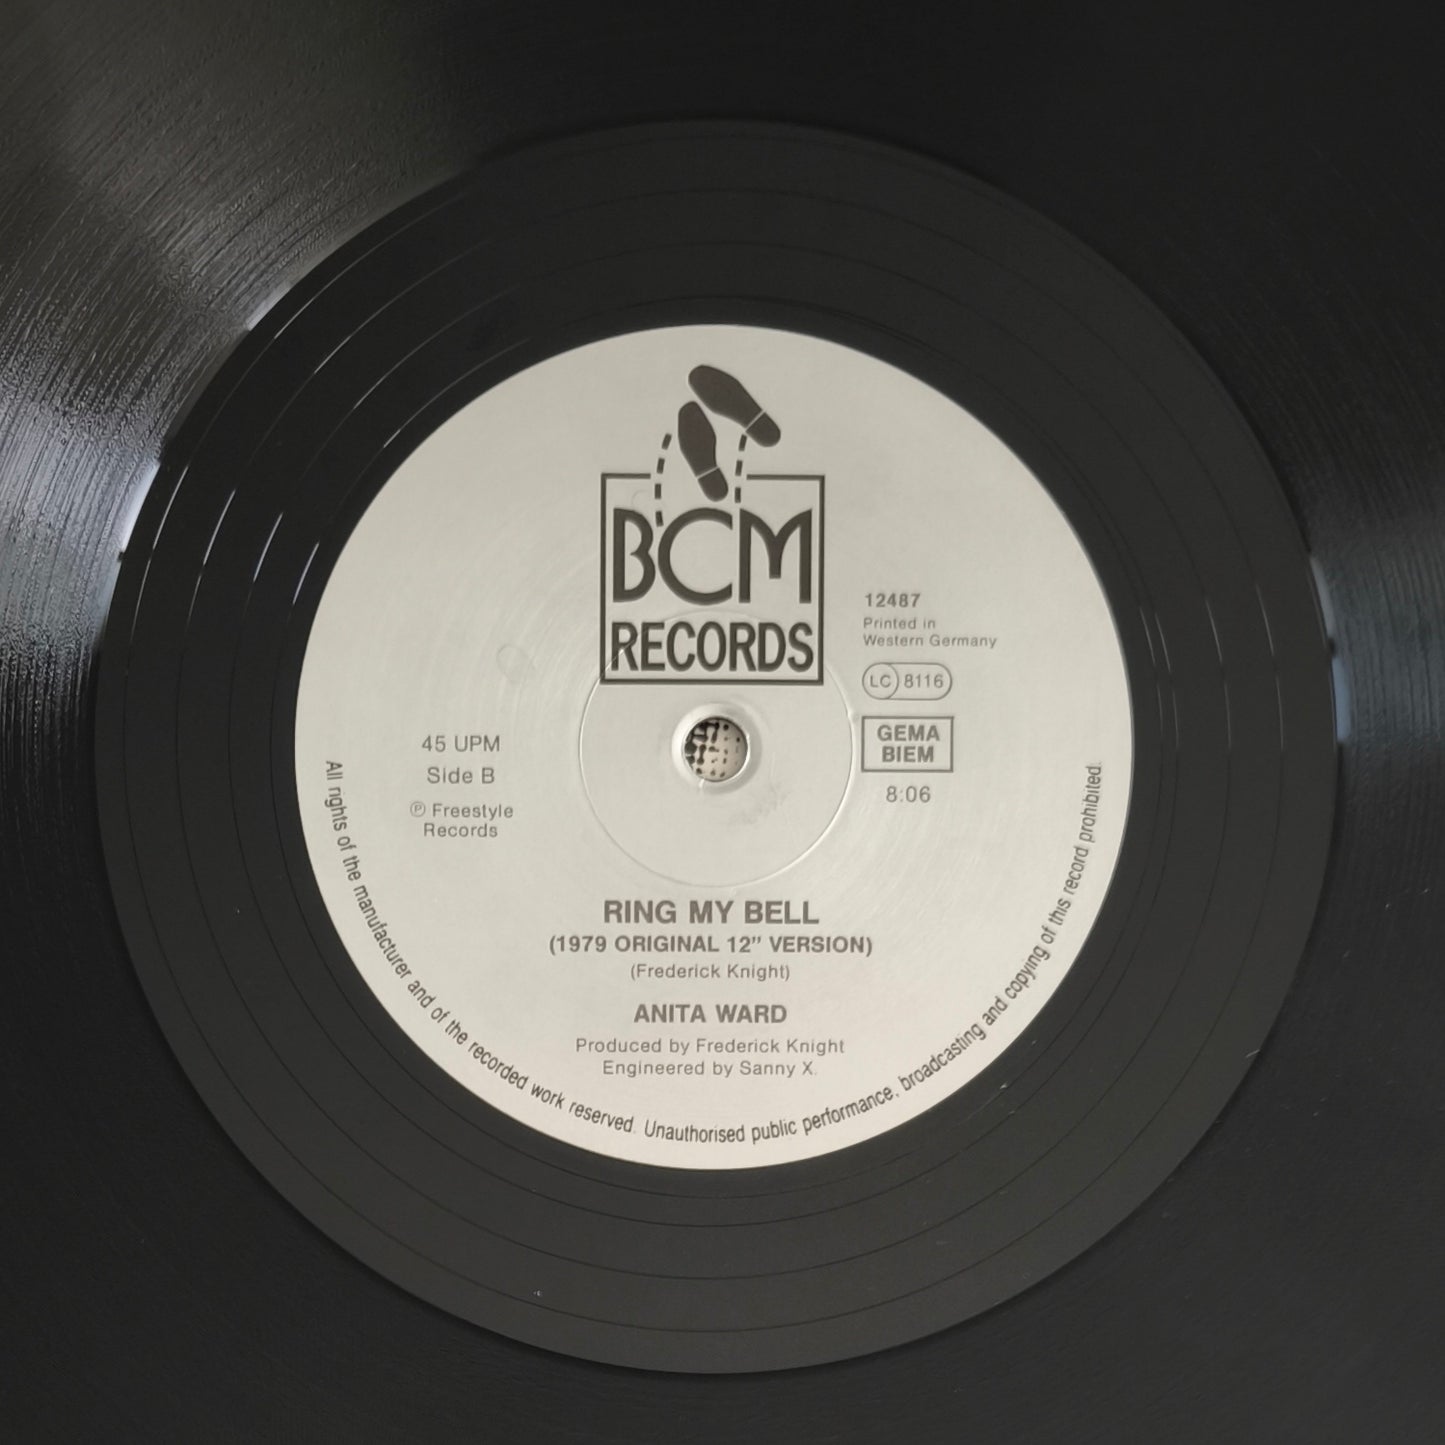 BCM
RECORDS
12487
Printed in
Western Germany
LC 8116
GEMA
BIEM
8:06
45 UPM
Side B
℗ Freestyle
Records
RING MY BELL
(1979 ORIGINAL 12" VERSION)
(Frederick Knight)
ANITA WARD
Produced by Frederick Knight
Engineered by Sanny X.
All rights of the manufacturer and of the recorded work reserved. Unauthorised public performance, broadcasting and copying of this record prohibited.